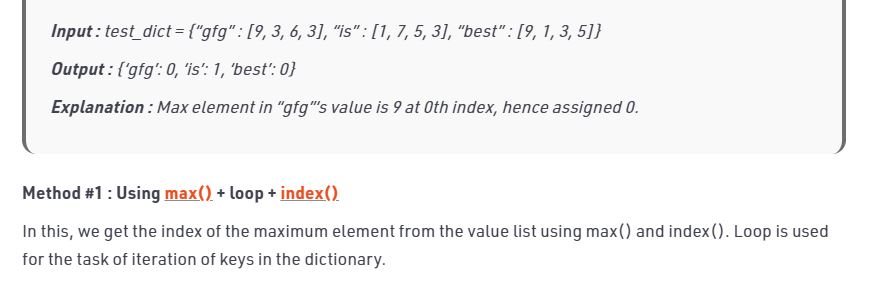 Input : test_dict = {“gfg” : [9, 3, 6, 3], “is” : [1, 7, 5, 3], “best” : [9, 1, 3, 5]}
Output : {‘gfg’: 0, ‘is’: 1, ‘best’: 0}
Explanation : Max element in “gfg”‘s value is 9 at 0th index, hence assigned 0.
Method #1 : Using max() + loop + index()
In this, we get the index of the maximum element from the value list using max() and index(). Loop is used
for the task of iteration of keys in the dictionary.